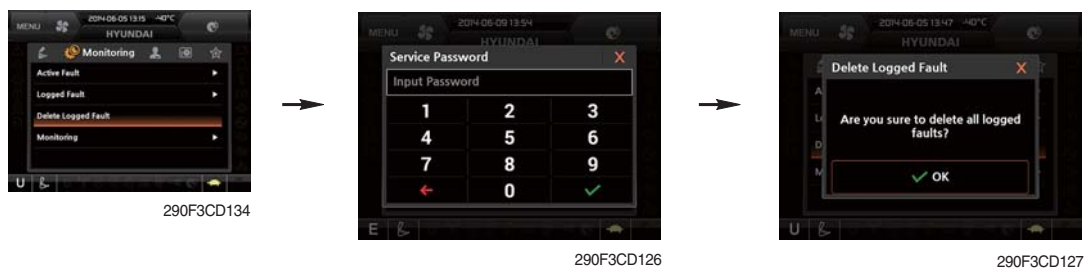 MENU
2014-06-05 13:15 -40°C
HYUNDAI
Monitoring
Active Fault
Logged Fault
Delete Logged Fault
Monitoring
U
290F3CD134
MENU
2014-06-09 13:54
HYUNDAI
Service Password X
Input Password
1 2 3
4 5 6
7 8 9
0
E
290F3CD126
MENU
2014-06-05 13:47 -40°C
HYUNDAI
Delete Logged Fault X
Are you sure to delete all logged
faults?
OK
U
290F3CD127